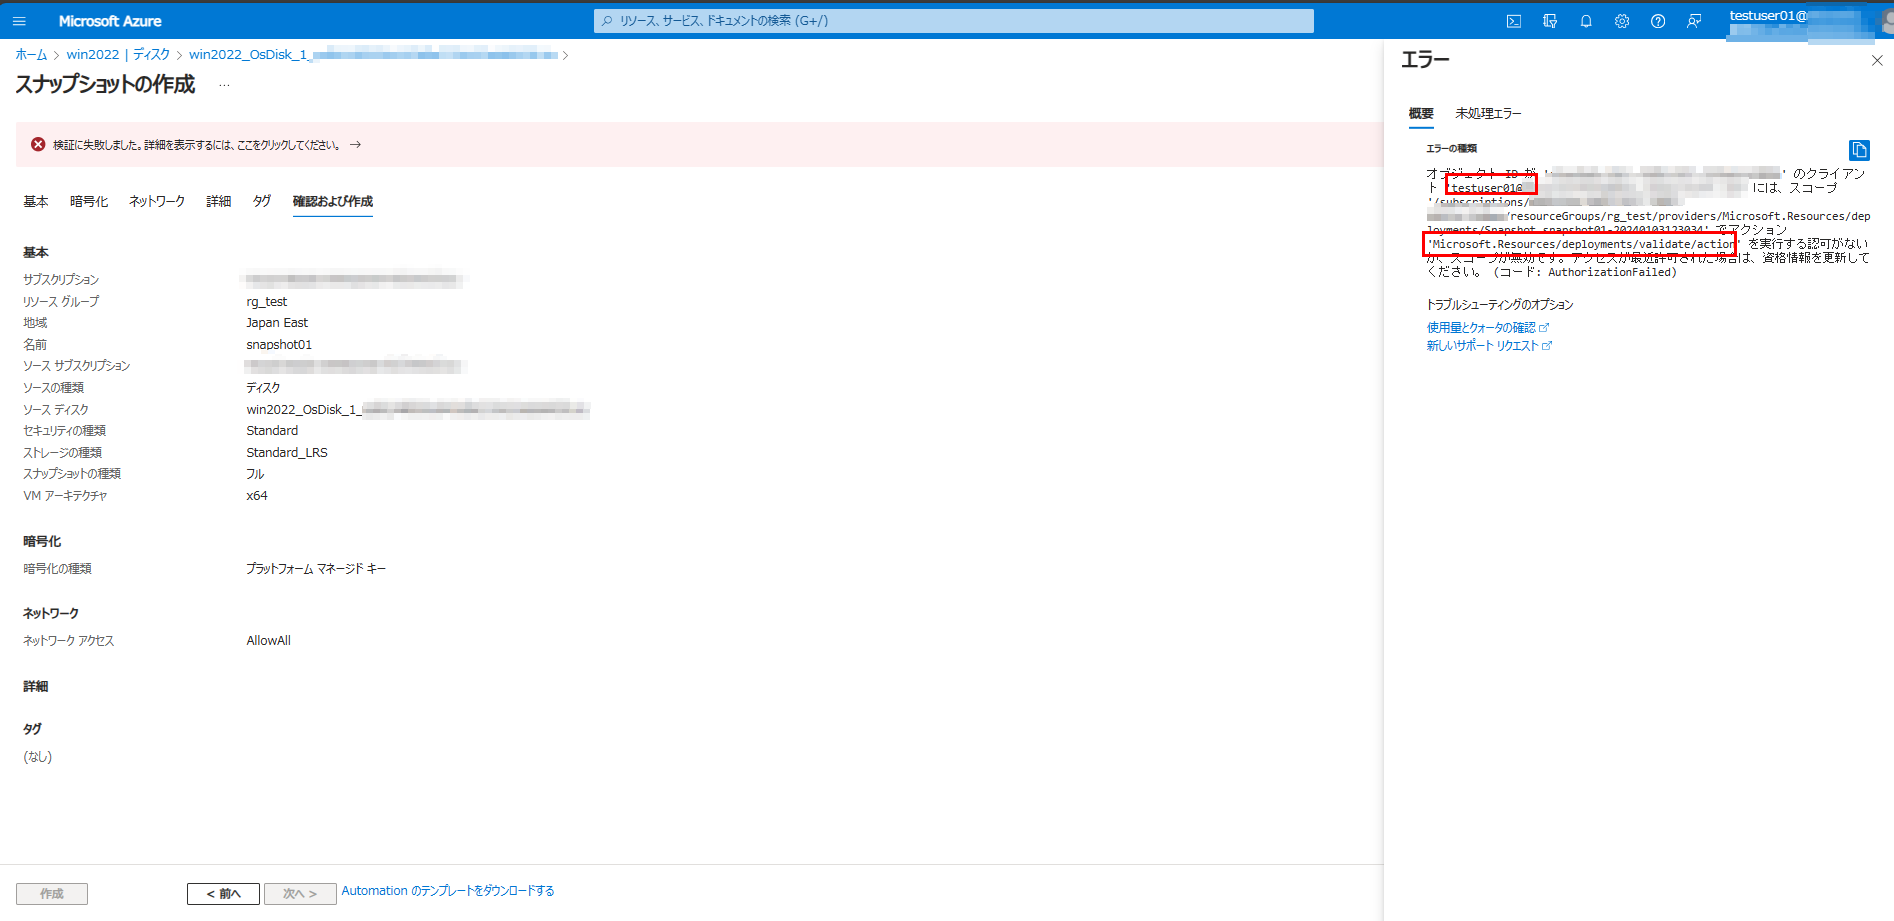 Microsoft Azure
リソース、サービス、ドキュメントの検索 (G+/)
testuser01@
ホーム > win2022 | ディスク > win2022_OsDisk_1_ >
スナップショットの作成 …
検証に失敗しました。詳細を表示するには、ここをクリックしてください。 →
基本 暗号化 ネットワーク 詳細 タグ 確認および作成
基本
サブスクリプション
リソース グループ rg_test
地域 Japan East
名前 snapshot01
ソース サブスクリプション
ソースの種類 ディスク
ソース ディスク win2022_OsDisk_1_
セキュリティの種類 Standard
ストレージの種類 Standard_LRS
スナップショットの種類 フル
VM アーキテクチャ x64
暗号化
暗号化の種類 プラットフォーム マネージド キー
ネットワーク
ネットワーク アクセス AllowAll
詳細
タグ
(なし)
作成 < 前へ 次へ > Automation のテンプレートをダウンロードする
エラー
概要 未処理エラー
エラーの種類
オブジェクト ID が ' ' のクライアン
ト 'testuser01@ には、スコープ
'/subscriptions/
/resourceGroups/rg_test/providers/Microsoft.Resources/dep
loyments/Snapshot.snapshot01-20240103123034' でアクション
'Microsoft.Resources/deployments/validate/action' を実行する認可がない
か、スコープが無効です。アクセスが最近許可された場合は、資格情報を更新して
ください。 (コード: AuthorizationFailed)
トラブルシューティングのオプション
使用量とクォータの確認
新しいサポート リクエスト